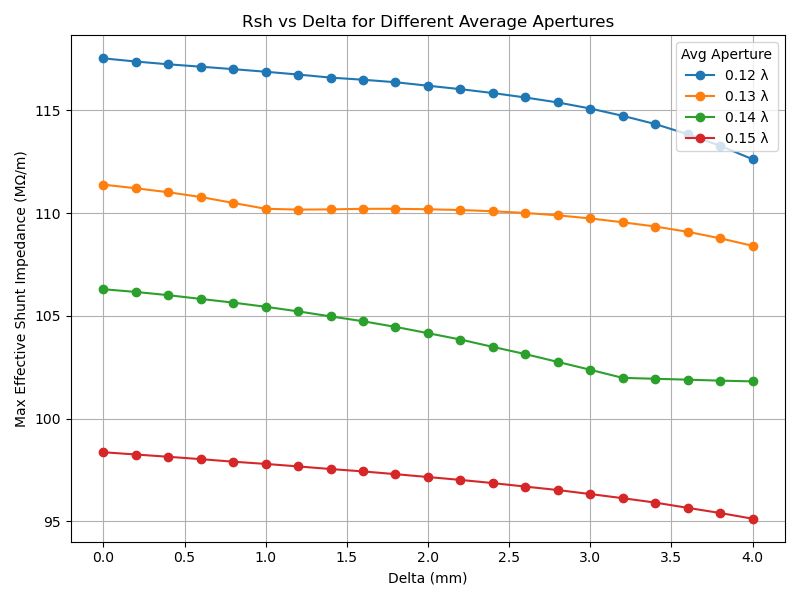 Rsh vs Delta for Different Average Apertures
Max Effective Shunt Impedance (MΩ/m)
115
110
105
100
95
Avg Aperture
0.12 λ
0.13 λ
0.14 λ
0.15 λ
0.0 0.5 1.0 1.5 2.0 2.5 3.0 3.5 4.0
Delta (mm)